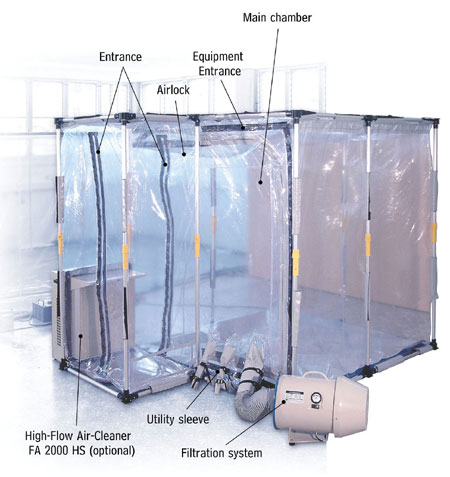 Main chamber
Entrance
Equipment
Entrance
Airlock
Utility sleeve
High-Flow Air-Cleaner
FA 2000 HS (optional)
Filtration system